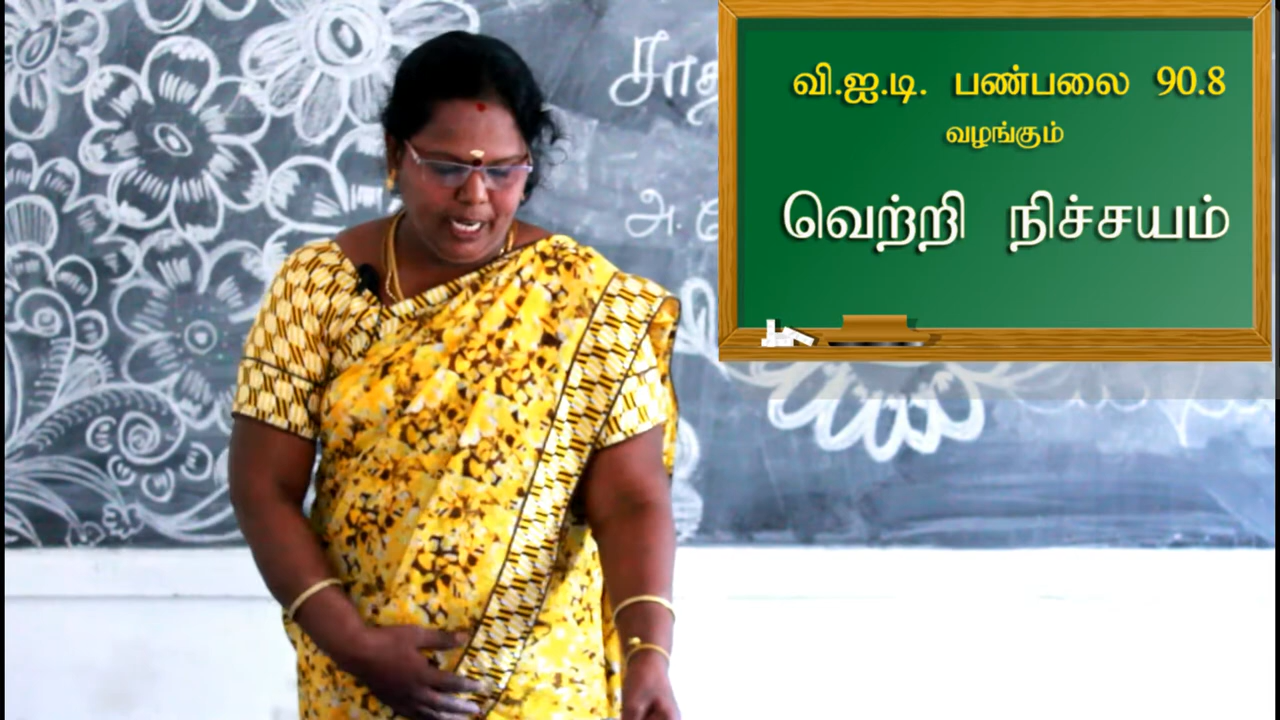 வி.ஐ.டி. பண்பலை 90.8
வழங்கும்
வெற்றி நிச்சயம்